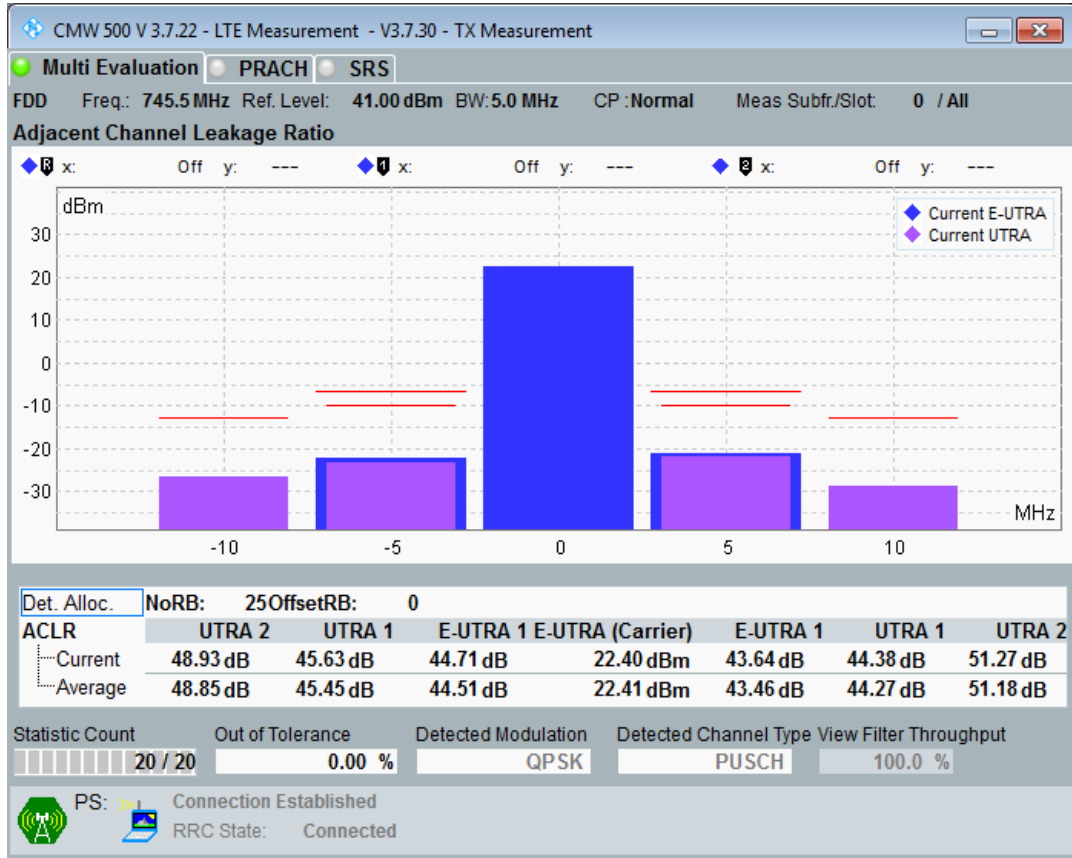 CMW 500 V 3.7.22 - LTE Measurement - V3.7.30 - TX Measurement
Multi Evaluation PRACH SRS
FDD Freq.: 745.5 MHz Ref. Level: 41.00 dBm BW: 5.0 MHz CP : Normal Meas Subfr./Slot: 0 / All
Adjacent Channel Leakage Ratio
R x: Off y: --- 1 x: Off y: --- 2 x: Off y: ---
dBm
Current E-UTRA
Current UTRA
30
20
10
0
-10
-20
-30
MHz
-10 -5 0 5 10
Det. Alloc. NoRB: 25 OffsetRB: 0
ACLR UTRA 2 UTRA 1 E-UTRA 1 E-UTRA (Carrier) E-UTRA 1 UTRA 1 UTRA 2
Current 48.93 dB 45.63 dB 44.71 dB 22.40 dBm 43.64 dB 44.38 dB 51.27 dB
Average 48.85 dB 45.45 dB 44.51 dB 22.41 dBm 43.46 dB 44.27 dB 51.18 dB
Statistic Count Out of Tolerance Detected Modulation Detected Channel Type View Filter Throughput
20 / 20 0.00 % QPSK PUSCH 100.0 %
PS: Connection Established
RRC State: Connected